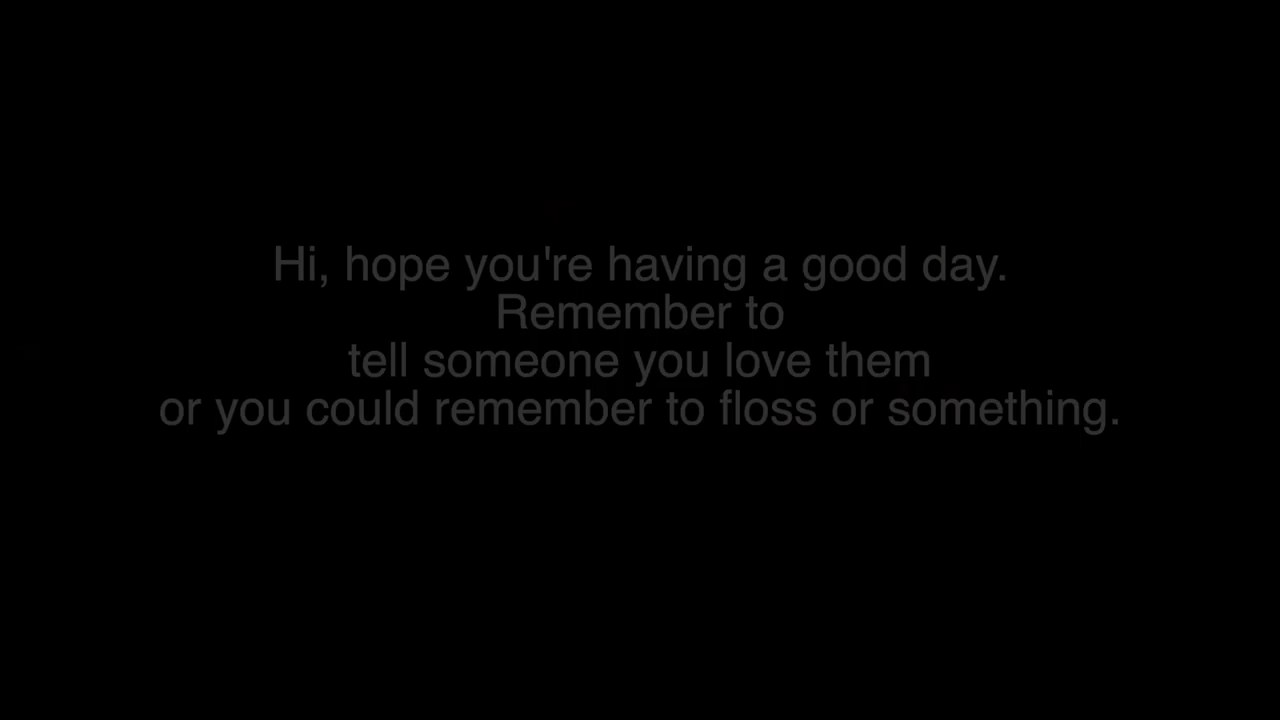 Hi, hope you're having a good day.
Remember to
tell someone you love them
or you could remember to floss or something.